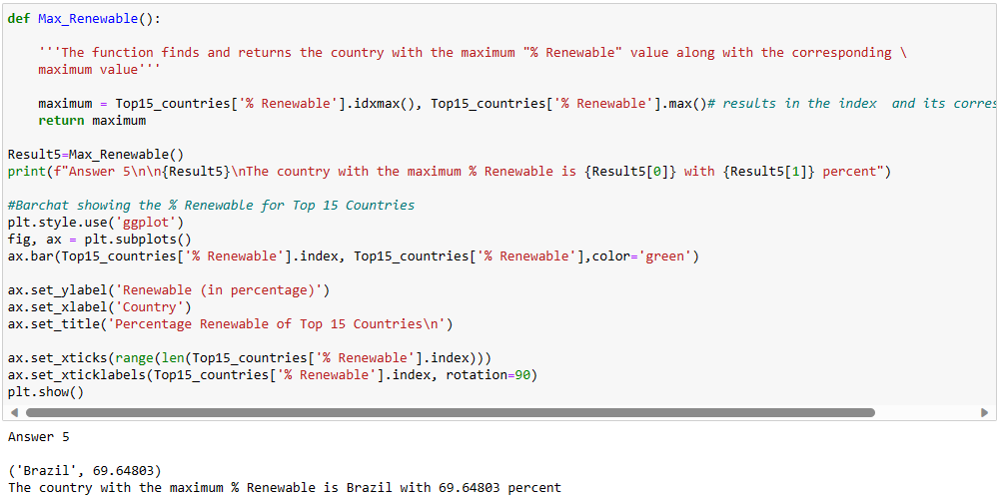 def Max_Renewable():
'''The function finds and returns the country with the maximum "% Renewable" value along with the corresponding \
maximum value'''
maximum = Top15_countries['% Renewable'].idxmax(), Top15_countries['% Renewable'].max()# results in the index  and its
return maximum
Result5=Max_Renewable()
print(f"Answer 5\n\n{Result5}\nThe country with the maximum % Renewable is {Result5[0]} with {Result5[1]} percent")
#Barchat showing the % Renewable for Top 15 Countries
plt.style.use('ggplot')
fig, ax = plt.subplots()
ax.bar(Top15_countries['% Renewable'].index, Top15_countries['% Renewable'],color='green')
ax.set_ylabel('Renewable (in percentage)')
ax.set_xlabel('Country')
ax.set_title('Percentage Renewable of Top 15 Countries\n')
ax.set_xticks(range(len(Top15_countries['% Renewable'].index)))
ax.set_xticklabels(Top15_countries['% Renewable'].index, rotation=90)
plt.show()
Answer 5
('Brazil', 69.64803)
The country with the maximum % Renewable is Brazil with 69.64803 percent